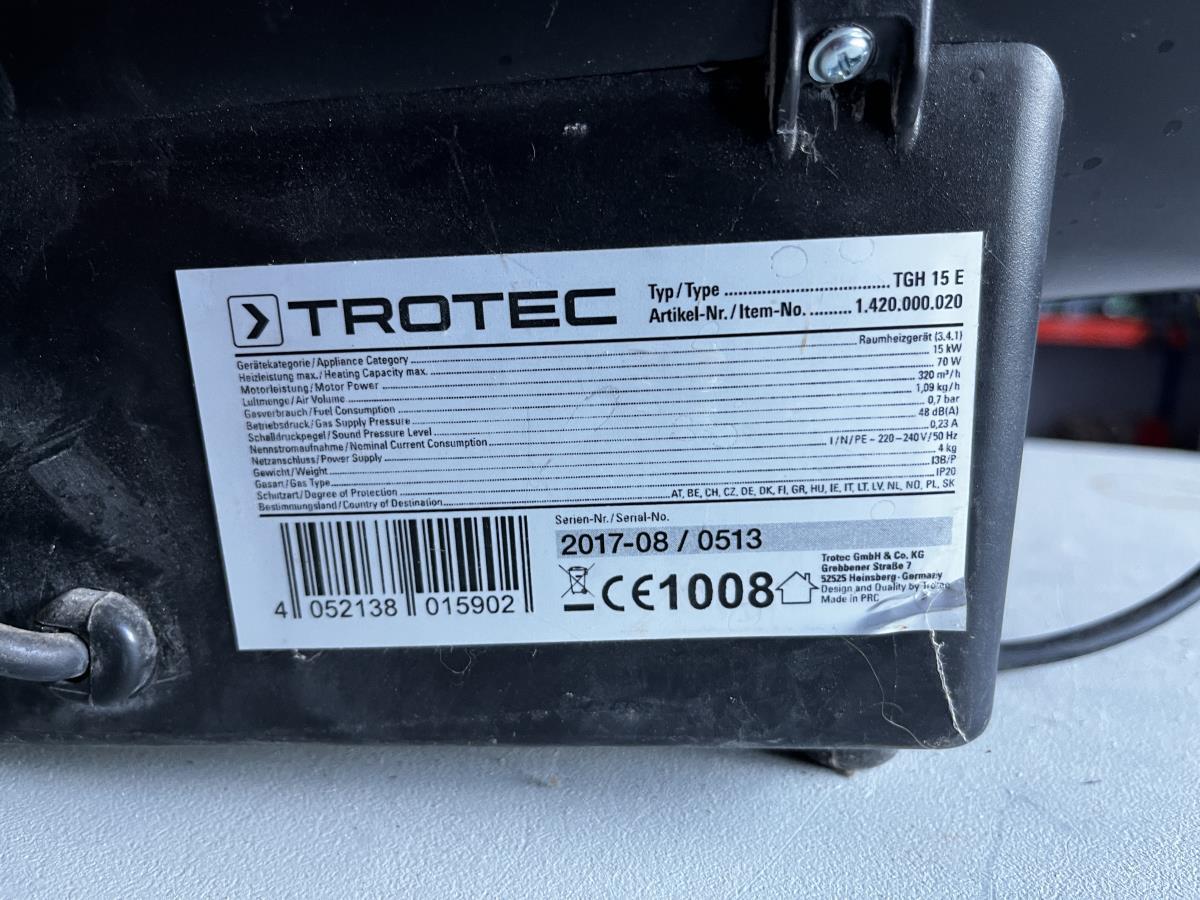 TROTEC
Typ/Type ................................... TGH 15 E
Artikel-Nr./Item-No. ......... 1.420.000.020
Gerätekategorie/Appliance Category Raumheizgerät (3.4.1)
Heizleistung max./Heating Capacity max. 15 kW
Motorleistung/Motor Power 70 W
Luftmenge/Air Volume 320 m³/h
Gasverbrauch/Fuel Consumption 1,09 kg/h
Betriebsdruck/Gas Supply Pressure 0,7 bar
Schalldruckpegel/Sound Pressure Level 48 dB(A)
Nennstromaufnahme/Nominal Current Consumption 0,23 A
Netzanschluss/Power Supply 1/N/PE ~ 220-240V/50 Hz
Gewicht/Weight 4 kg
Gasart/Gas Type I3B/P
Schutzart/Degree of Protection IP20
Bestimmungsland/Country of Destination AT, BE, CH, CZ, DE, DK, FI, GR, HU, IE, IT, LT, LV, NL, NO, PL, SK
Serien-Nr./Serial-No.
2017-08 / 0513
4 052138 015902
CE1008
Trotec GmbH & Co. KG
Grebbener Straße 7
52525 Heinsberg - Germany
Design and Quality by Trotec
Made in PRC